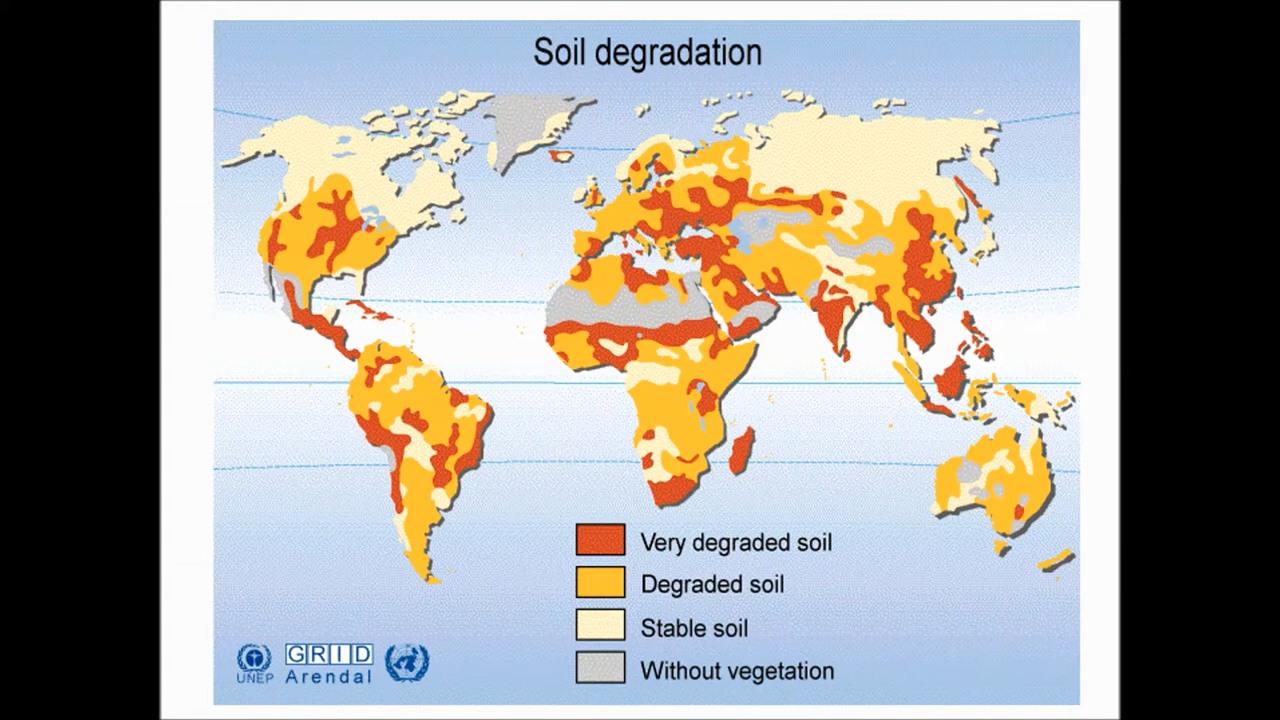 Soil degradation
Very degraded soil
Degraded soil
Stable soil
Without vegetation
UNEP
GRID
Arendal